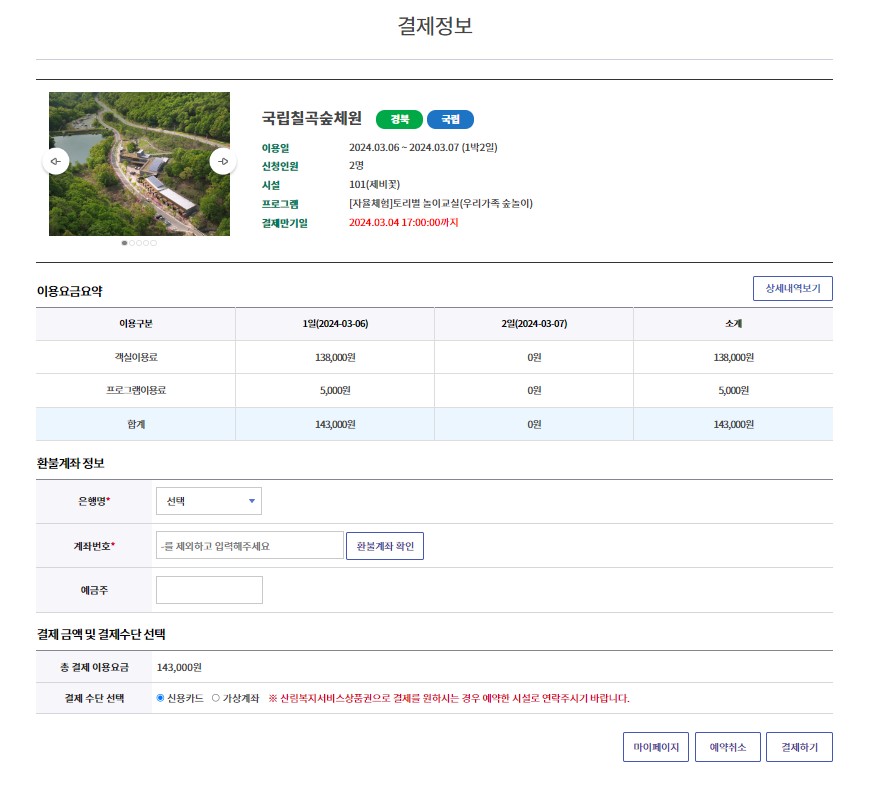 결제정보
국립칠곡숲체원 경북 국립
이용일 2024.03.06 ~ 2024.03.07 (1박2일)
신청인원 2명
시설 101(제비꽃)
프로그램 [자율체험]토리벌 놀이교실(우리가족 숲놀이)
결제만기일 2024.03.04 17:00:00까지
이용요금요약 상세내역보기
이용구분 1일(2024-03-06) 2일(2024-03-07) 소계
객실이용료 138,000원 0원 138,000원
프로그램이용료 5,000원 0원 5,000원
합계 143,000원 0원 143,000원
환불계좌 정보
은행명* 선택
계좌번호* -를 제외하고 입력해주세요 환불계좌 확인
예금주
결제 금액 및 결제수단 선택
총 결제 이용요금 143,000원
결제 수단 선택 신용카드 가상계좌 ※ 산림복지서비스상품권으로 결제를 원하시는 경우 예약한 시설로 연락주시기 바랍니다.
마이페이지 예약취소 결제하기